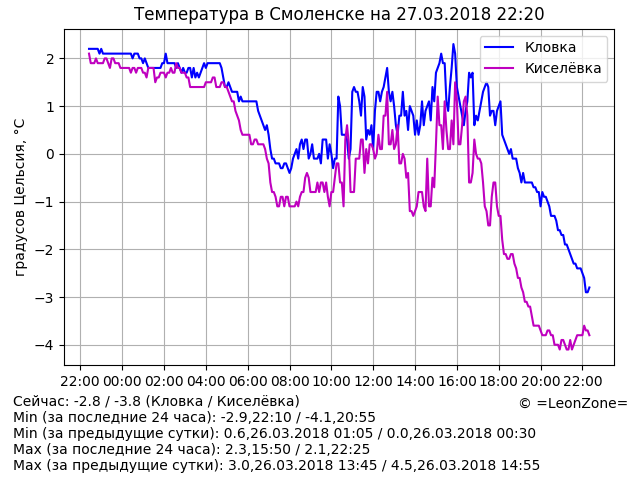 Температура в Смоленске на 27.03.2018 22:20
Кловка
Киселёвка
градусов Цельсия, °C
2
1
0
−1
−2
−3
−4
22:00 00:00 02:00 04:00 06:00 08:00 10:00 12:00 14:00 16:00 18:00 20:00 22:00
Сейчас: -2.8 / -3.8 (Кловка / Киселёвка)
© =LeonZone=
Min (за последние 24 часа): -2.9,22:10 / -4.1,20:55
Min (за предыдущие сутки): 0.6,26.03.2018 01:05 / 0.0,26.03.2018 00:30
Max (за последние 24 часа): 2.3,15:50 / 2.1,22:25
Max (за предыдущие сутки): 3.0,26.03.2018 13:45 / 4.5,26.03.2018 14:55